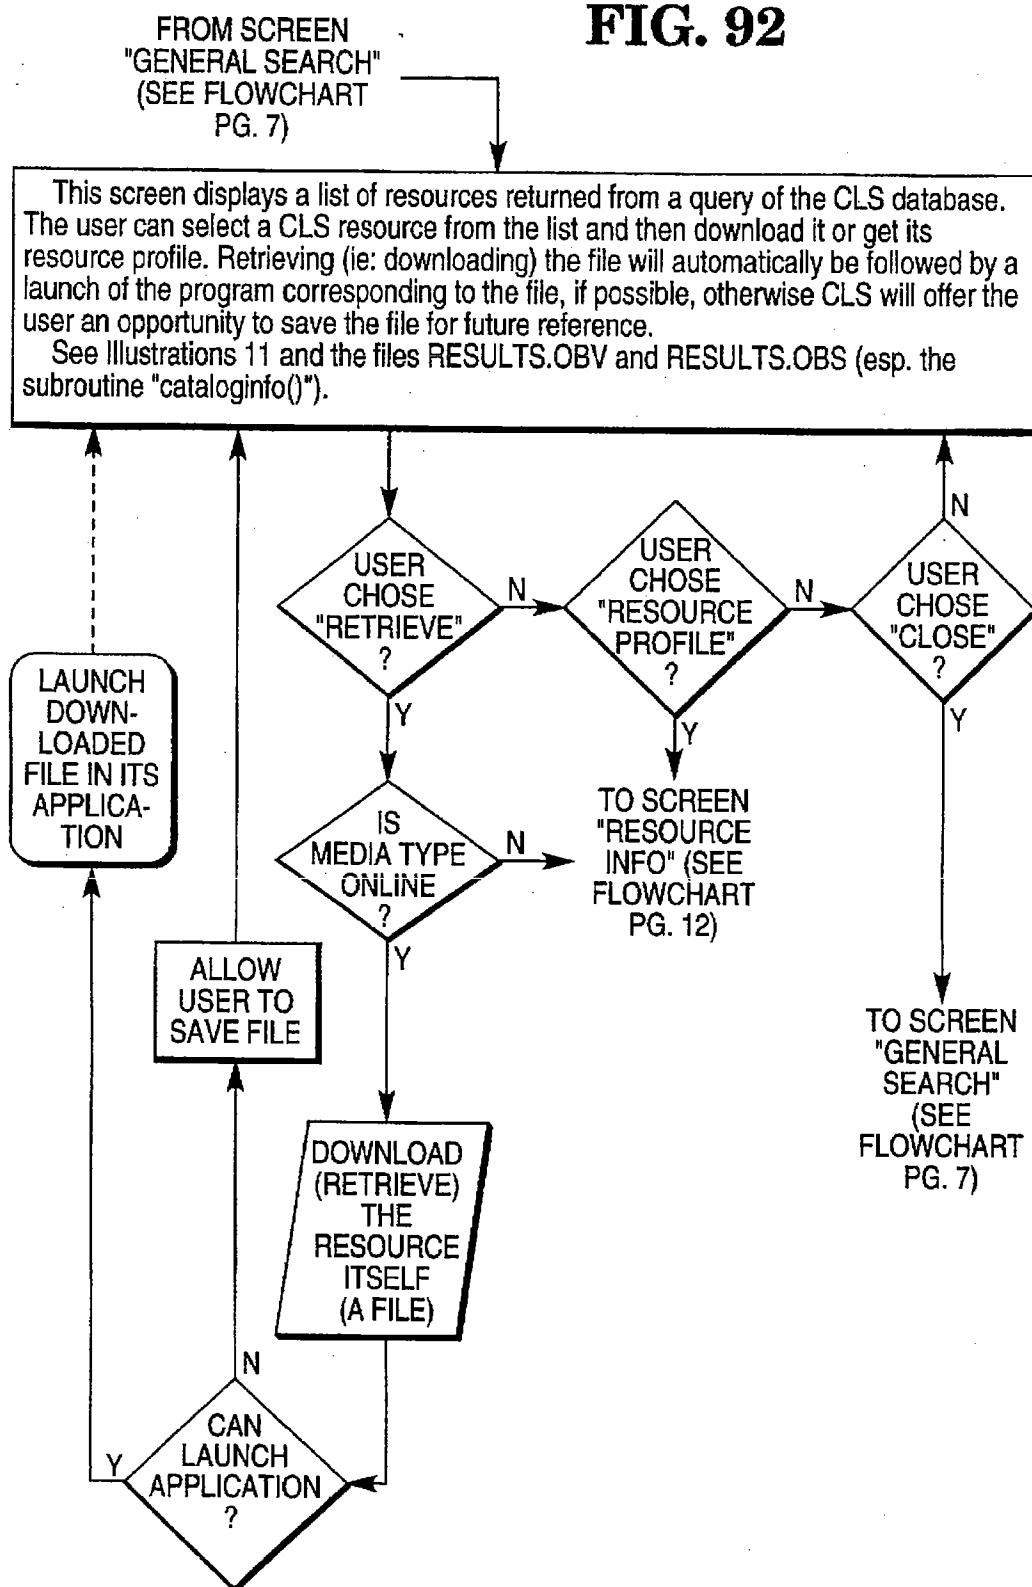 FIG. 92
FROM SCREEN
"GENERAL SEARCH"
(SEE FLOWCHART
PG. 7)
This screen displays a list of resources returned from a query of the CLS database.
The user can select a CLS resource from the list and then download it or get its
resource profile. Retrieving (ie: downloading) the file will automatically be followed by a
launch of the program corresponding to the file, if possible, otherwise CLS will offer the
user an opportunity to save the file for future reference.
See Illustrations 11 and the files RESULTS.OBV and RESULTS.OBS (esp. the
subroutine "cataloginfo()").
USER
CHOSE
"RETRIEVE"
?
N
Y
USER
CHOSE
"RESOURCE
PROFILE"
?
N
Y
USER
CHOSE
"CLOSE"
?
N
Y
LAUNCH
DOWN-
LOADED
FILE IN ITS
APPLICA-
TION
IS
MEDIA TYPE
ONLINE
?
N
Y
TO SCREEN
"RESOURCE
INFO" (SEE
FLOWCHART
PG. 12)
ALLOW
USER TO
SAVE FILE
TO SCREEN
"GENERAL
SEARCH"
(SEE
FLOWCHART
PG. 7)
DOWNLOAD
(RETRIEVE)
THE
RESOURCE
ITSELF
(A FILE)
N
Y
CAN
LAUNCH
APPLICATION
?